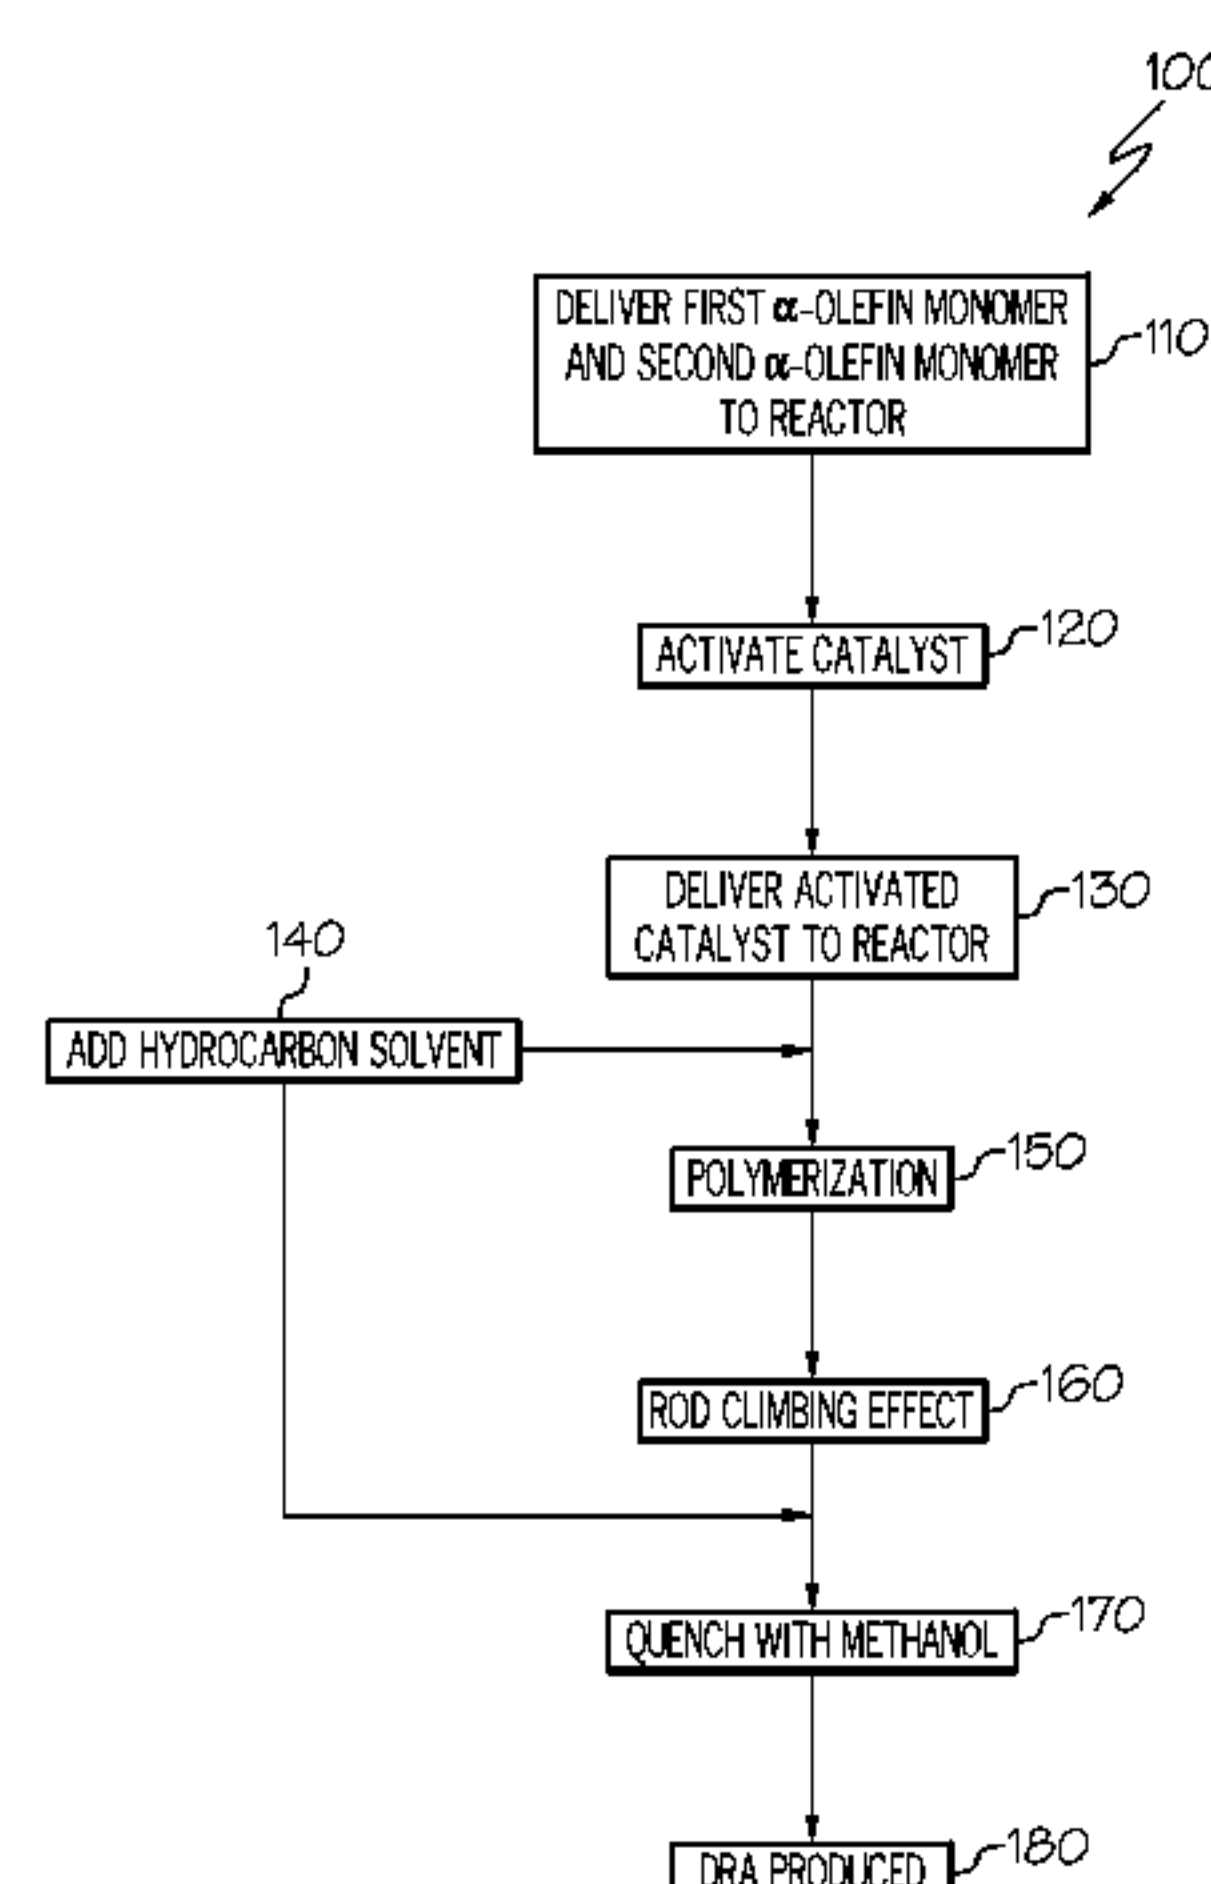 100
DELIVER FIRST α-OLEFIN MONOMER
AND SECOND α-OLEFIN MONOMER
TO REACTOR
110
ACTIVATE CATALYST
120
DELIVER ACTIVATED
CATALYST TO REACTOR
130
140
ADD HYDROCARBON SOLVENT
POLYMERIZATION
150
ROD CLIMBING EFFECT
160
QUENCH WITH METHANOL
170
DRA PRODUCED
180